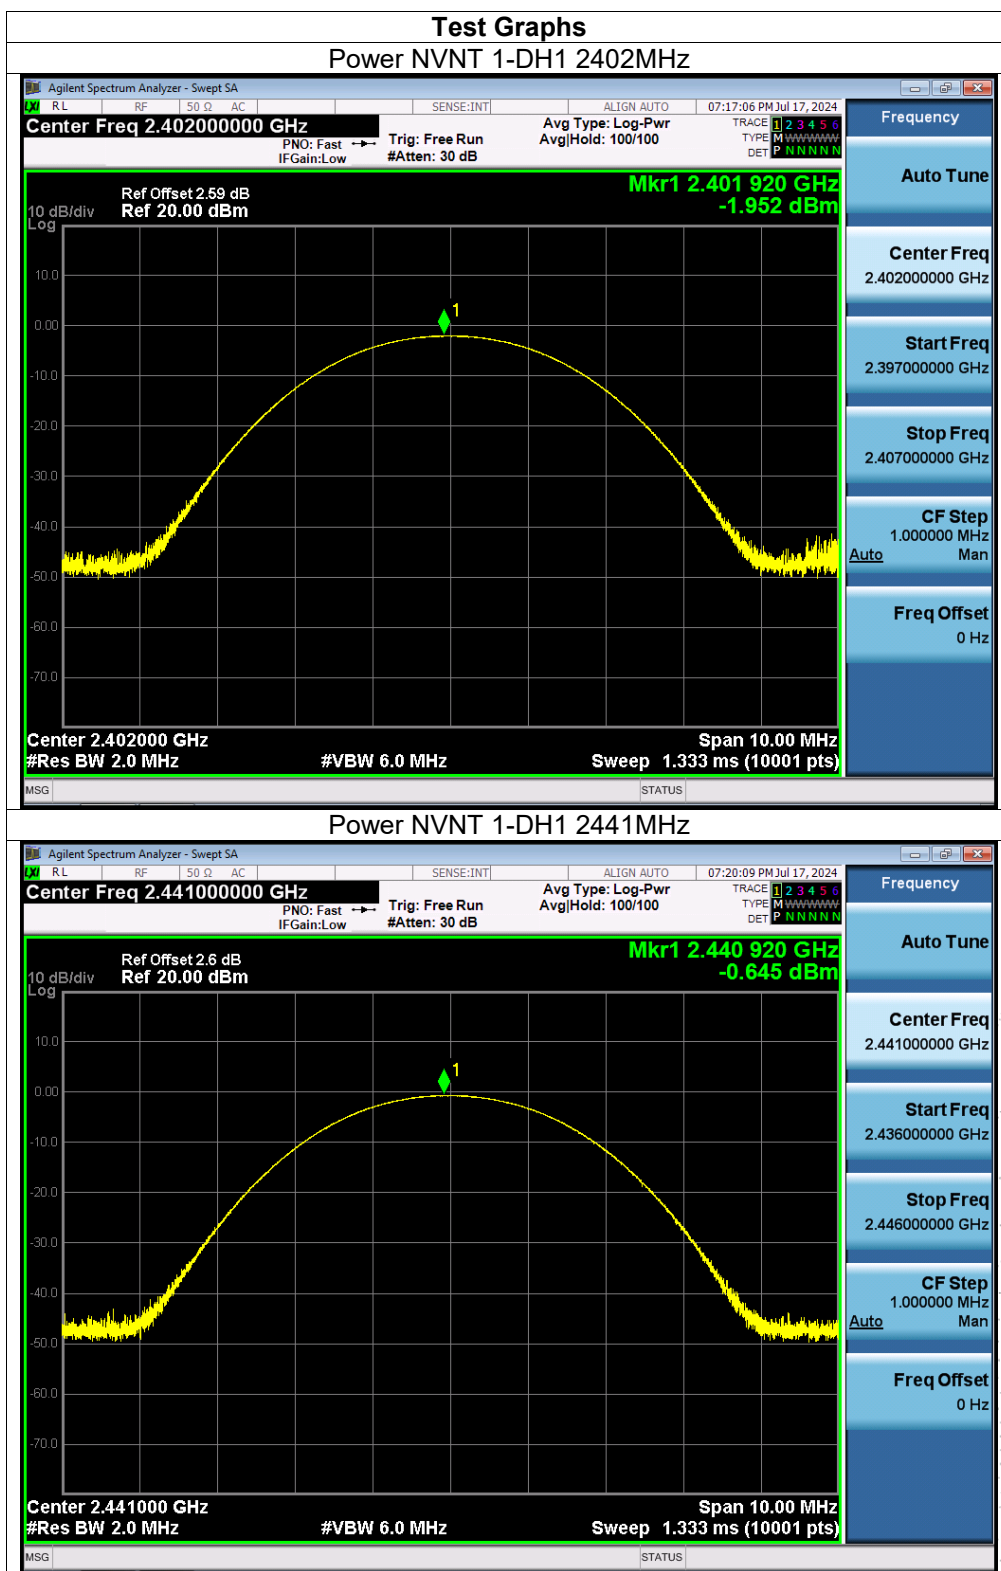 Test Graphs
Power NVNT 1-DH1 2402MHz
Agilent Spectrum Analyzer - Swept SA
LXI RL RF 50 Ω AC SENSE:INT ALIGN AUTO 07:17:06 PM Jul 17, 2024
Center Freq 2.402000000 GHz
PNO: Fast
IFGain:Low
Trig: Free Run
#Atten: 30 dB
Avg Type: Log-Pwr
Avg|Hold: 100/100
TRACE 1 2 3 4 5 6
TYPE M WWWWW
DET P N N N N N
Frequency
Mkr1 2.401 920 GHz
-1.952 dBm
Ref Offset 2.59 dB
10 dB/div Ref 20.00 dBm
Log
10.0
0.00
-10.0
-20.0
-30.0
-40.0
-50.0
-60.0
-70.0
1
Auto Tune
Center Freq
2.402000000 GHz
Start Freq
2.397000000 GHz
Stop Freq
2.407000000 GHz
CF Step
1.000000 MHz
Auto Man
Freq Offset
0 Hz
Center 2.402000 GHz Span 10.00 MHz
#Res BW 2.0 MHz #VBW 6.0 MHz Sweep 1.333 ms (10001 pts)
MSG STATUS
Power NVNT 1-DH1 2441MHz
Agilent Spectrum Analyzer - Swept SA
LXI RL RF 50 Ω AC SENSE:INT ALIGN AUTO 07:20:09 PM Jul 17, 2024
Center Freq 2.441000000 GHz
PNO: Fast
IFGain:Low
Trig: Free Run
#Atten: 30 dB
Avg Type: Log-Pwr
Avg|Hold: 100/100
TRACE 1 2 3 4 5 6
TYPE M WWWWW
DET P N N N N N
Frequency
Mkr1 2.440 920 GHz
-0.645 dBm
Ref Offset 2.6 dB
10 dB/div Ref 20.00 dBm
Log
10.0
0.00
-10.0
-20.0
-30.0
-40.0
-50.0
-60.0
-70.0
1
Auto Tune
Center Freq
2.441000000 GHz
Start Freq
2.436000000 GHz
Stop Freq
2.446000000 GHz
CF Step
1.000000 MHz
Auto Man
Freq Offset
0 Hz
Center 2.441000 GHz Span 10.00 MHz
#Res BW 2.0 MHz #VBW 6.0 MHz Sweep 1.333 ms (10001 pts)
MSG STATUS